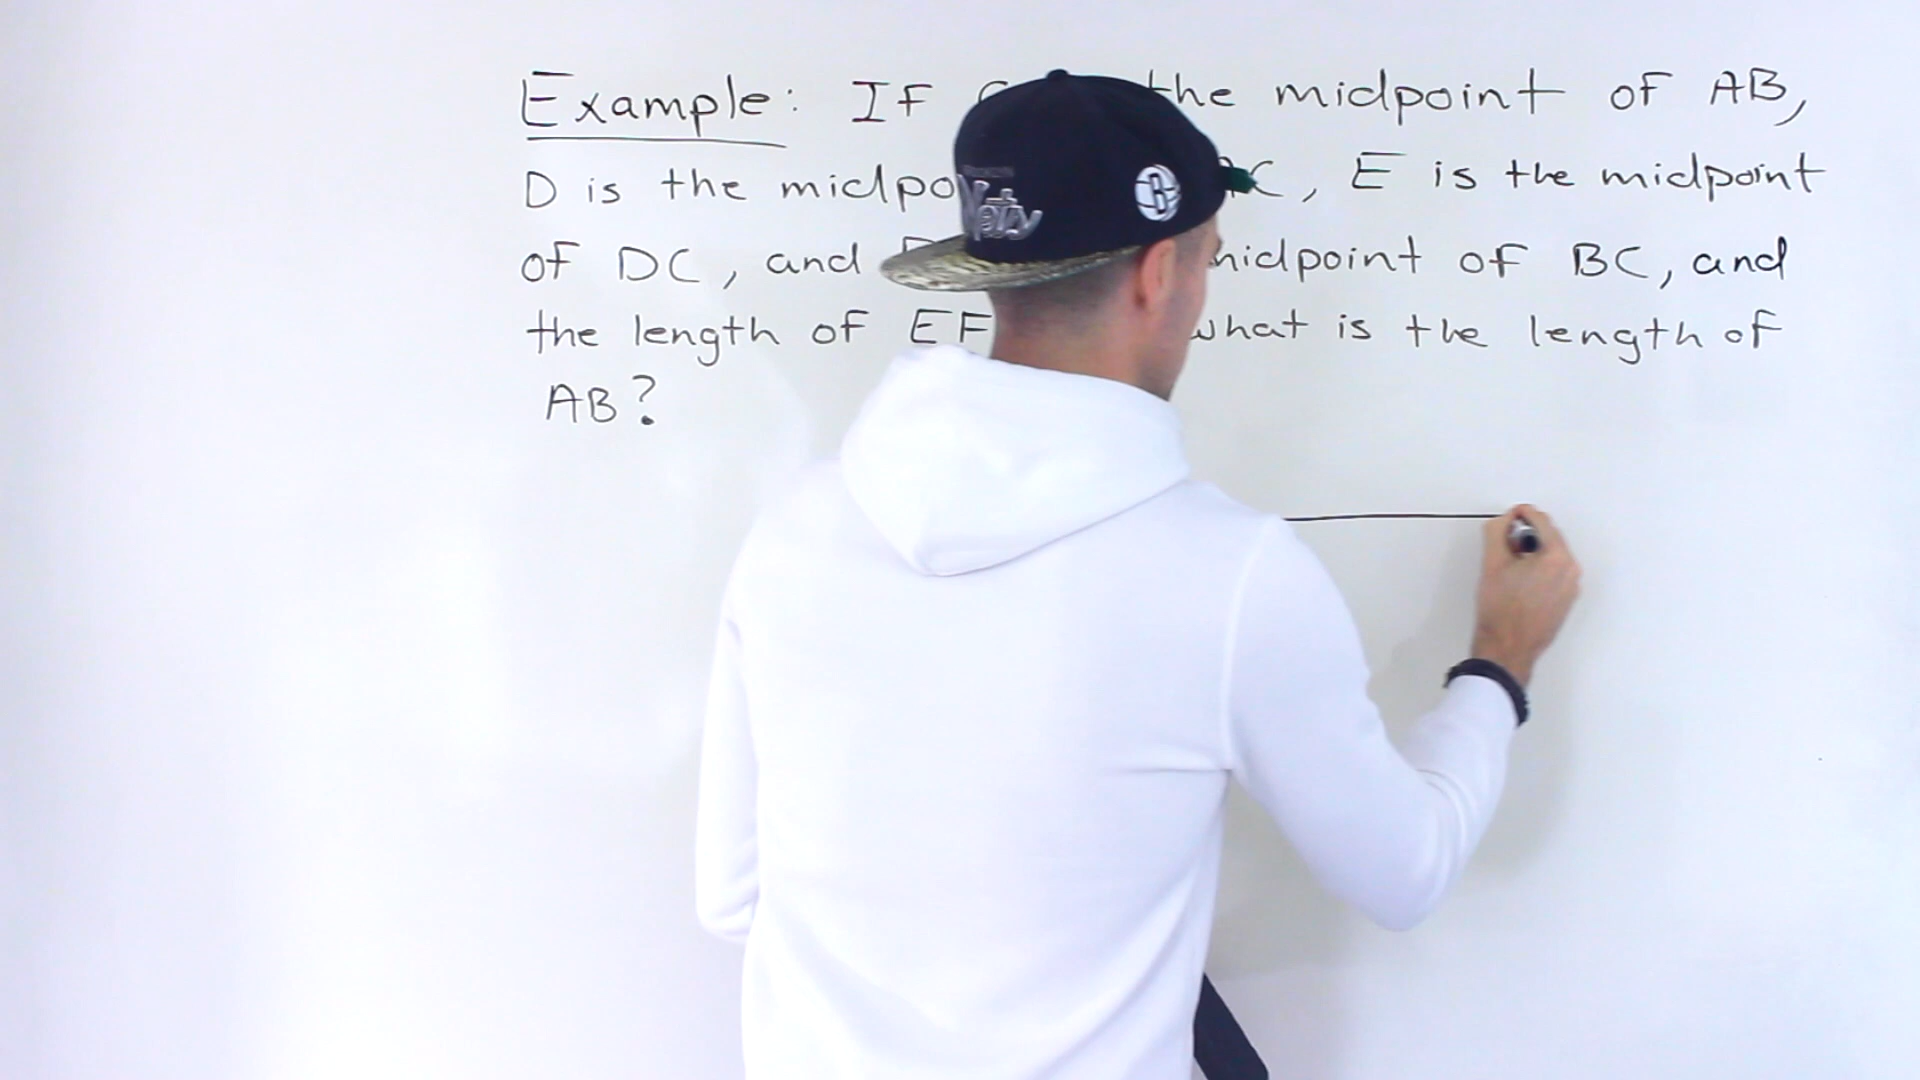 Example: IF the midpoint of AB,
D is the midpo C, E is the midpoint
of DC, and midpoint of BC, and
the length of EF what is the length of
AB?
Nets
B